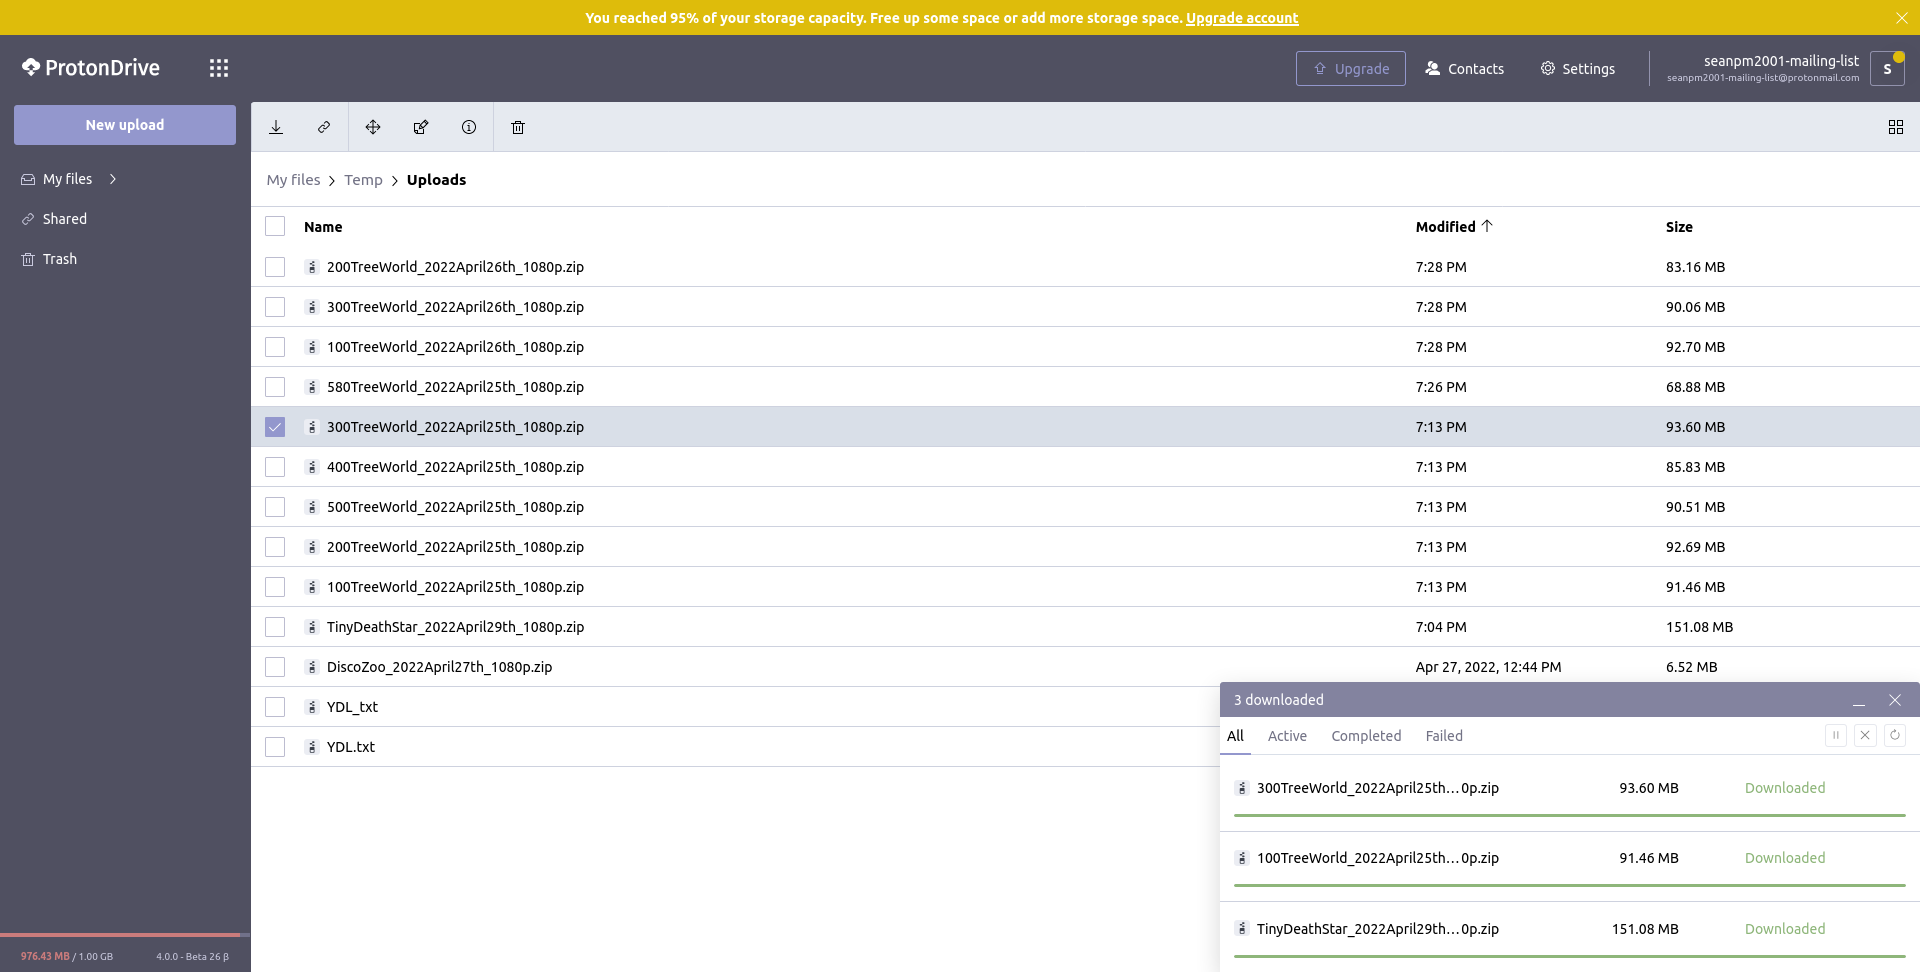 You reached 95% of your storage capacity. Free up some space or add more storage space. Upgrade account
ProtonDrive
Upgrade
Contacts
Settings
seanpm2001-mailing-list
seanpm2001-mailing-list@protonmail.com
S
New upload
My files
Shared
Trash
My files > Temp > Uploads
Name Modified Size
200TreeWorld_2022April26th_1080p.zip 7:28 PM 83.16 MB
300TreeWorld_2022April26th_1080p.zip 7:28 PM 90.06 MB
100TreeWorld_2022April26th_1080p.zip 7:28 PM 92.70 MB
580TreeWorld_2022April25th_1080p.zip 7:26 PM 68.88 MB
300TreeWorld_2022April25th_1080p.zip 7:13 PM 93.60 MB
400TreeWorld_2022April25th_1080p.zip 7:13 PM 85.83 MB
500TreeWorld_2022April25th_1080p.zip 7:13 PM 90.51 MB
200TreeWorld_2022April25th_1080p.zip 7:13 PM 92.69 MB
100TreeWorld_2022April25th_1080p.zip 7:13 PM 91.46 MB
TinyDeathStar_2022April29th_1080p.zip 7:04 PM 151.08 MB
DiscoZoo_2022April27th_1080p.zip Apr 27, 2022, 12:44 PM 6.52 MB
YDL_txt
YDL.txt
3 downloaded
All Active Completed Failed
300TreeWorld_2022April25th...0p.zip 93.60 MB Downloaded
100TreeWorld_2022April25th...0p.zip 91.46 MB Downloaded
TinyDeathStar_2022April29th...0p.zip 151.08 MB Downloaded
976.43 MB / 1.00 GB 4.0.0 - Beta 26 β